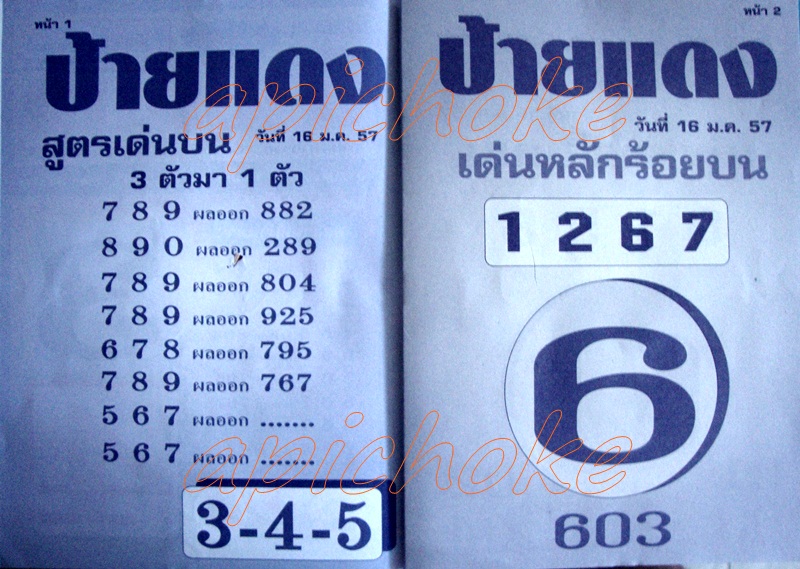 หน้า 1
ป้ายแดง
สูตรเด่นบน วันที่ 16 ม.ค. 57
3 ตัวมา 1 ตัว
7 8 9 ผลออก 882
8 9 0 ผลออก 289
7 8 9 ผลออก 804
7 8 9 ผลออก 925
6 7 8 ผลออก 795
7 8 9 ผลออก 767
5 6 7 ผลออก .......
5 6 7 ผลออก .......
3-4-5
หน้า 2
ป้ายแดง
วันที่ 16 ม.ค. 57
เด่นหลักร้อยบน
1 2 6 7
6
603
apichoke
apichoke